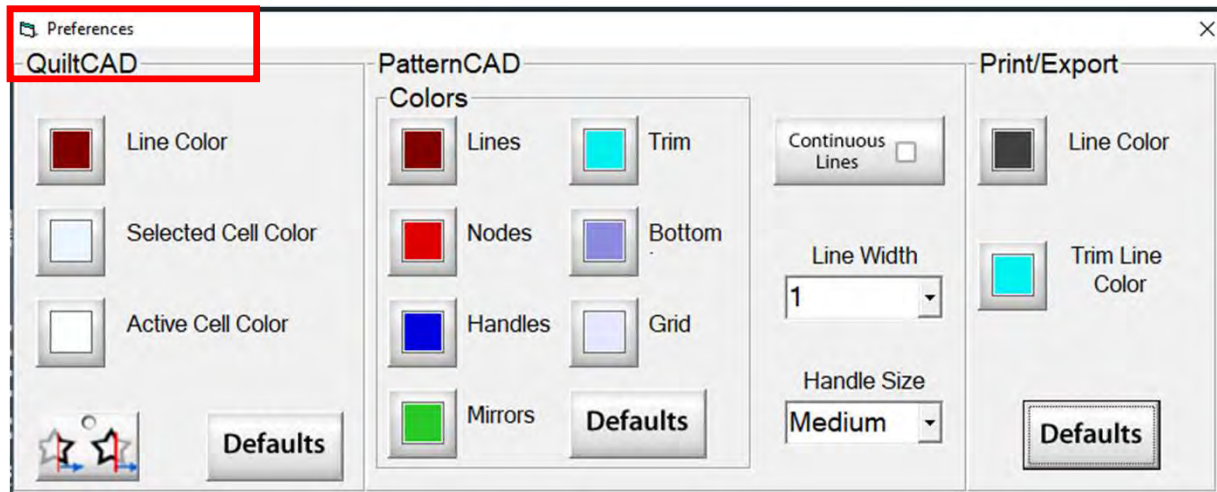 Preferences
QuiltCAD
Line Color
Selected Cell Color
Active Cell Color
Defaults
PatternCAD
Colors
Lines
Trim
Nodes
Bottom
Handles
Grid
Mirrors
Defaults
Continuous
Lines
Line Width
1
Handle Size
Medium
Print/Export
Line Color
Trim Line
Color
Defaults